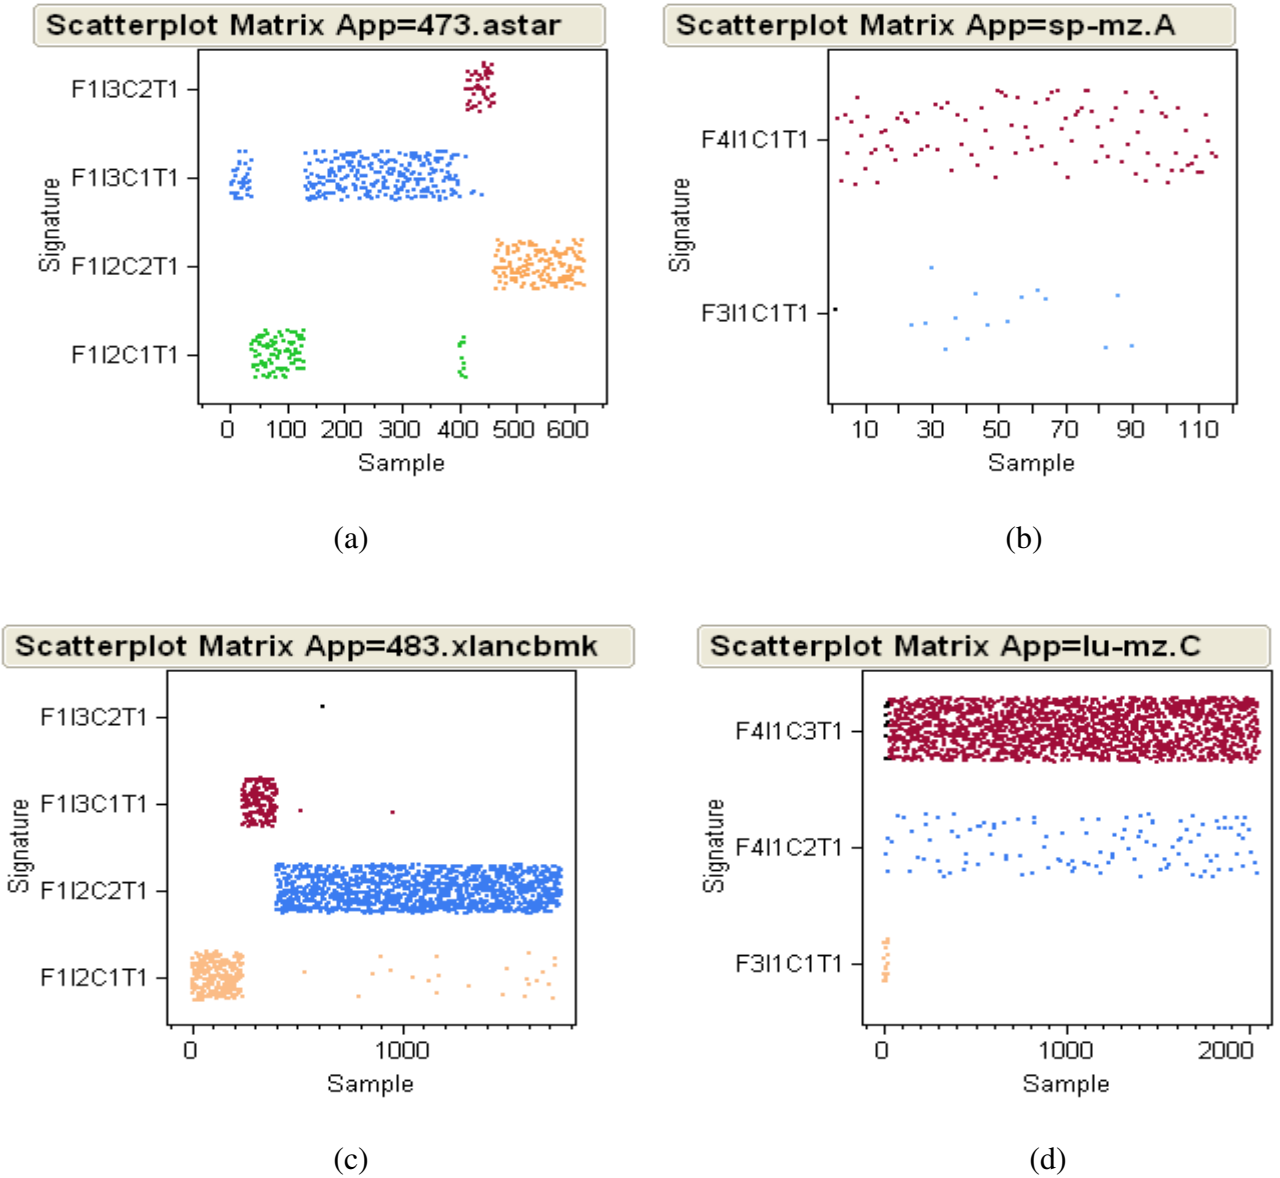 Scatterplot Matrix App=473.astar
Signature
F1I3C2T1
F1I3C1T1
F1I2C2T1
F1I2C1T1
0 100 200 300 400 500 600
Sample
(a)
Scatterplot Matrix App=sp-mz.A
Signature
F4I1C1T1
F3I1C1T1
10 30 50 70 90 110
Sample
(b)
Scatterplot Matrix App=483.xlancbmk
Signature
F1I3C2T1
F1I3C1T1
F1I2C2T1
F1I2C1T1
0 1000
Sample
(c)
Scatterplot Matrix App=lu-mz.C
Signature
F4I1C3T1
F4I1C2T1
F3I1C1T1
0 1000 2000
Sample
(d)